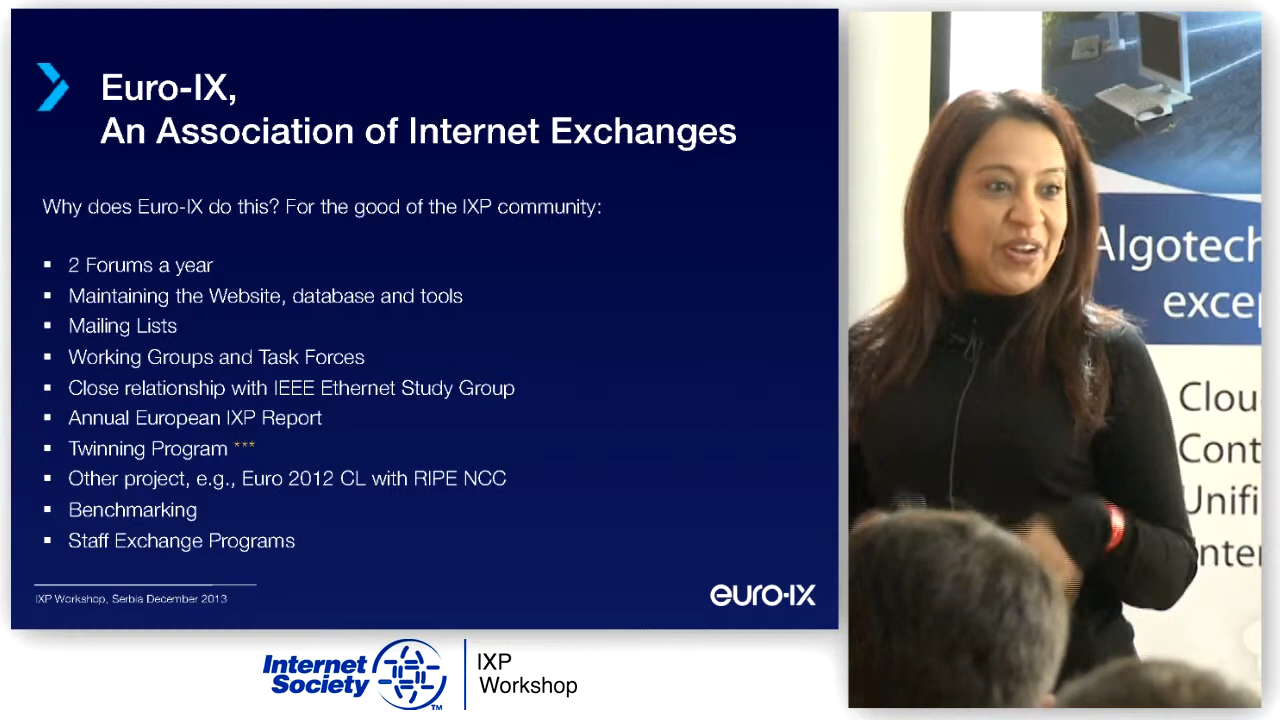 Euro-IX,
An Association of Internet Exchanges
Why does Euro-IX do this? For the good of the IXP community:
▪ 2 Forums a year
▪ Maintaining the Website, database and tools
▪ Mailing Lists
▪ Working Groups and Task Forces
▪ Close relationship with IEEE Ethernet Study Group
▪ Annual European IXP Report
▪ Twinning Program ***
▪ Other project, e.g., Euro 2012 CL with RIPE NCC
▪ Benchmarking
▪ Staff Exchange Programs
IXP Workshop, Serbia December 2013
euro-ix
Internet
Society
TM
IXP
Workshop
Algotech
excep
Clou
Cont
Unifi
nter